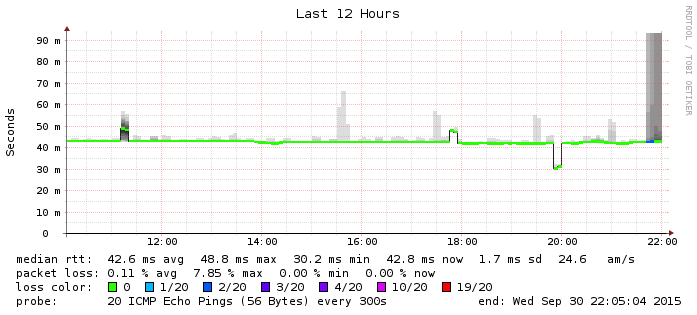 Last 12 Hours
RRDTOOL / TOBI OETIKER
Seconds
90 m
80 m
70 m
60 m
50 m
40 m
30 m
20 m
10 m
0
12:00 14:00 16:00 18:00 20:00 22:00
median rtt: 42.6 ms avg 48.8 ms max 30.2 ms min 42.8 ms now 1.7 ms sd 24.6 am/s
packet loss: 0.11 % avg 7.85 % max 0.00 % min 0.00 % now
loss color: 0 1/20 2/20 3/20 4/20 10/20 19/20
probe: 20 ICMP Echo Pings (56 Bytes) every 300s end: Wed Sep 30 22:05:04 2015